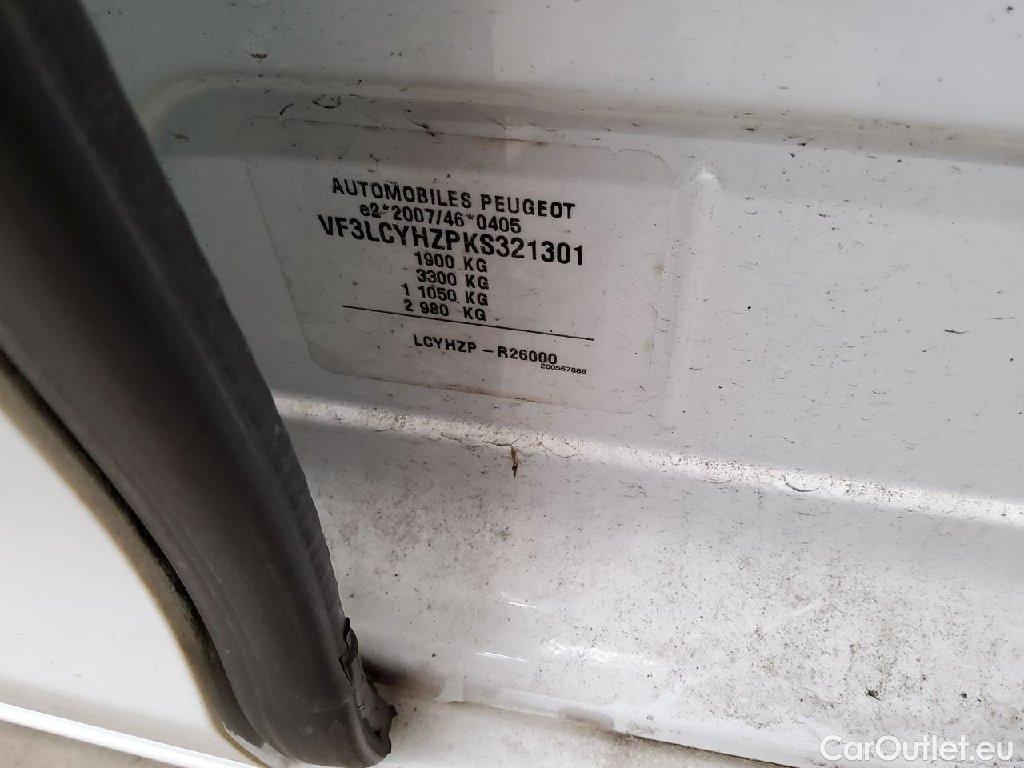 AUTOMOBILES PEUGEOT
e2*2007/46*0405
VF3LCYHZPKS321301
1900 KG
3300 KG
1 1050 KG
2 980 KG
LCYHZP - R26000
CarOutlet.eu